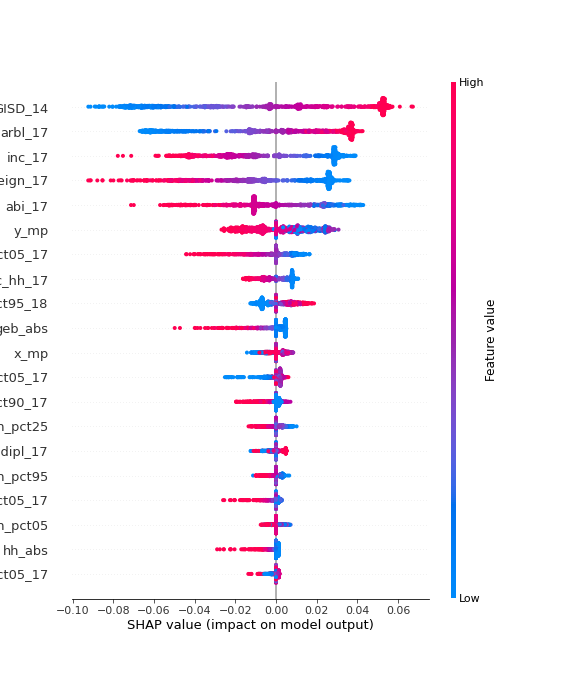 High
GISD_14
arbl_17
inc_17
eign_17
abi_17
y_mp
ct05_17
t_hh_17
ct95_18
geb_abs
x_mp
ct05_17
ct90_17
n_pct25
dipl_17
n_pct95
ct05_17
n_pct05
hh_abs
ct05_17
Feature value
Low
−0.10 −0.08 −0.06 −0.04 −0.02 0.00 0.02 0.04 0.06
SHAP value (impact on model output)